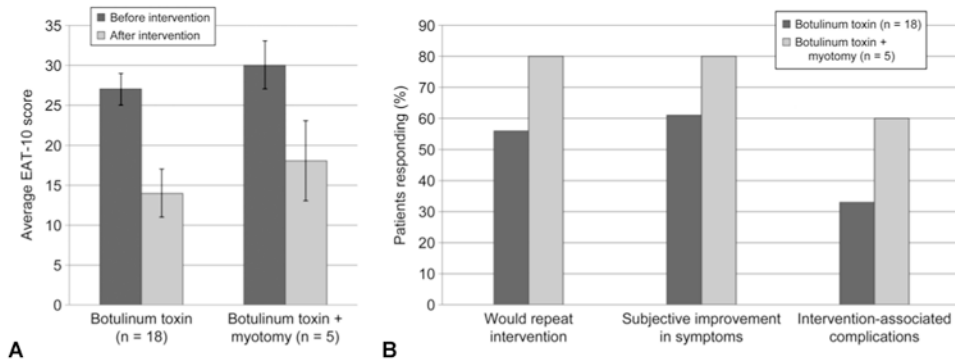 Before intervention
After intervention
Average EAT-10 score
35
30
25
20
15
10
5
0
Botulinum toxin
(n = 18)
Botulinum toxin +
myotomy (n = 5)
A
Botulinum toxin (n = 18)
Botulinum toxin +
myotomy (n = 5)
Patients responding (%)
90
80
70
60
50
40
30
20
10
0
Would repeat
intervention
Subjective improvement
in symptoms
Intervention-associated
complications
B